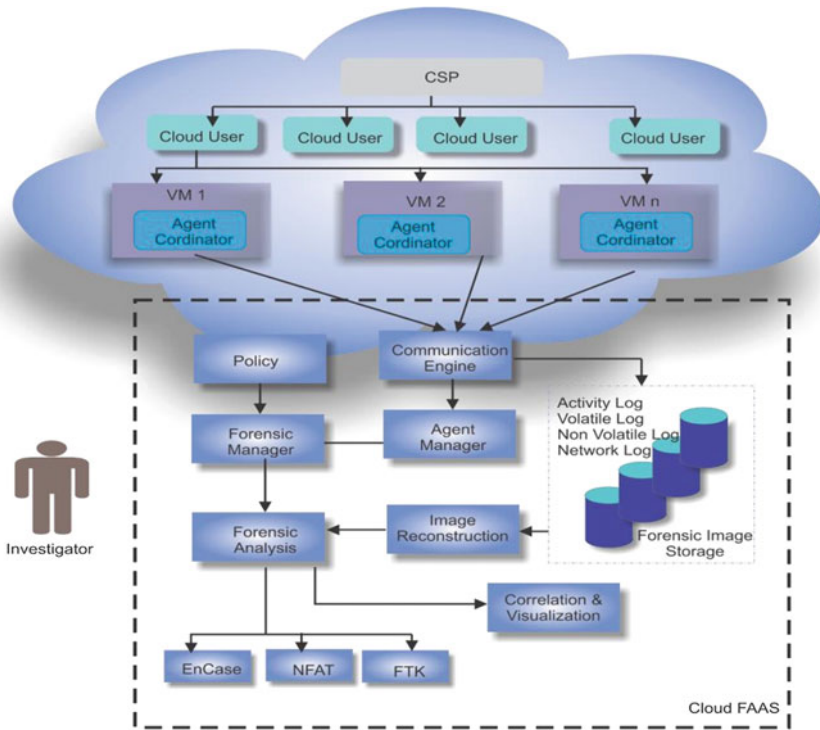 CSP
Cloud User
Cloud User
Cloud User
Cloud User
VM 1
VM 2
VM n
Agent
Cordinator
Agent
Cordinator
Agent
Cordinator
Policy
Communication
Engine
Activity Log
Volatile Log
Non Volatile Log
Network Log
Forensic
Manager
Agent
Manager
Investigator
Forensic
Analysis
Image
Reconstruction
Forensic Image
Storage
Correlation &
Visualization
EnCase
NFAT
FTK
Cloud FAAS